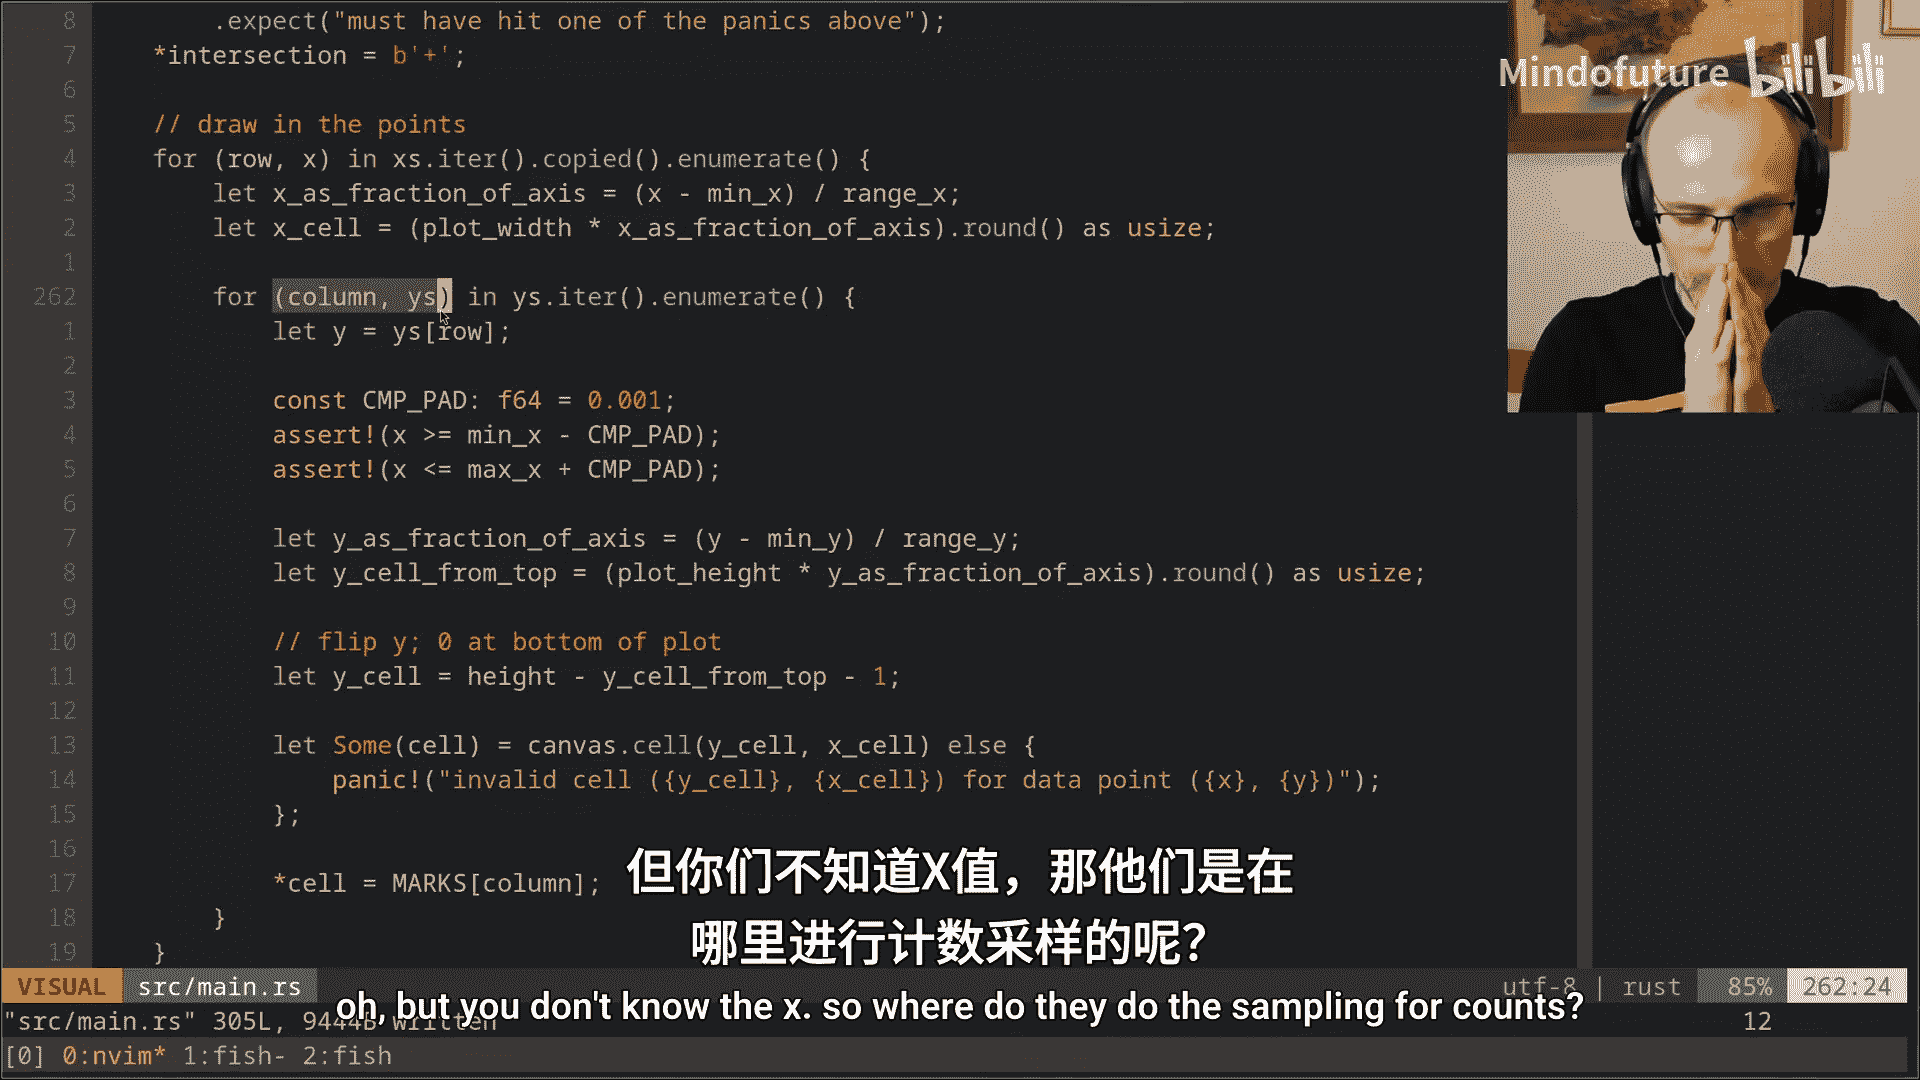 8 .expect("must have hit one of the panics above");
7 *intersection = b'+';
6
5 // draw in the points
4 for (row, x) in xs.iter().copied().enumerate() {
3 let x_as_fraction_of_axis = (x - min_x) / range_x;
2 let x_cell = (plot_width * x_as_fraction_of_axis).round() as usize;
1
262 for (column, ys) in ys.iter().enumerate() {
1 let y = ys[row];
2
3 const CMP_PAD: f64 = 0.001;
4 assert!(x >= min_x - CMP_PAD);
5 assert!(x <= max_x + CMP_PAD);
6
7 let y_as_fraction_of_axis = (y - min_y) / range_y;
8 let y_cell_from_top = (plot_height * y_as_fraction_of_axis).round() as usize;
9
10 // flip y; 0 at bottom of plot
11 let y_cell = height - y_cell_from_top - 1;
12
13 let Some(cell) = canvas.cell(y_cell, x_cell) else {
14 panic!("invalid cell ({y_cell}, {x_cell}) for data point ({x}, {y})");
15 };
16
17 *cell = MARKS[column];
18 }
19 }
Mindofuture bilibili
但你们不知道X值，那他们是在
哪里进行计数采样的呢？
VISUAL src/main.rs utf-8 | rust 85% 262:24
oh, but you don't know the x. so where do they do the sampling for counts?
"src/main.rs" 305L, 9444B written 12
[0] 0:nvim* 1:fish- 2:fish